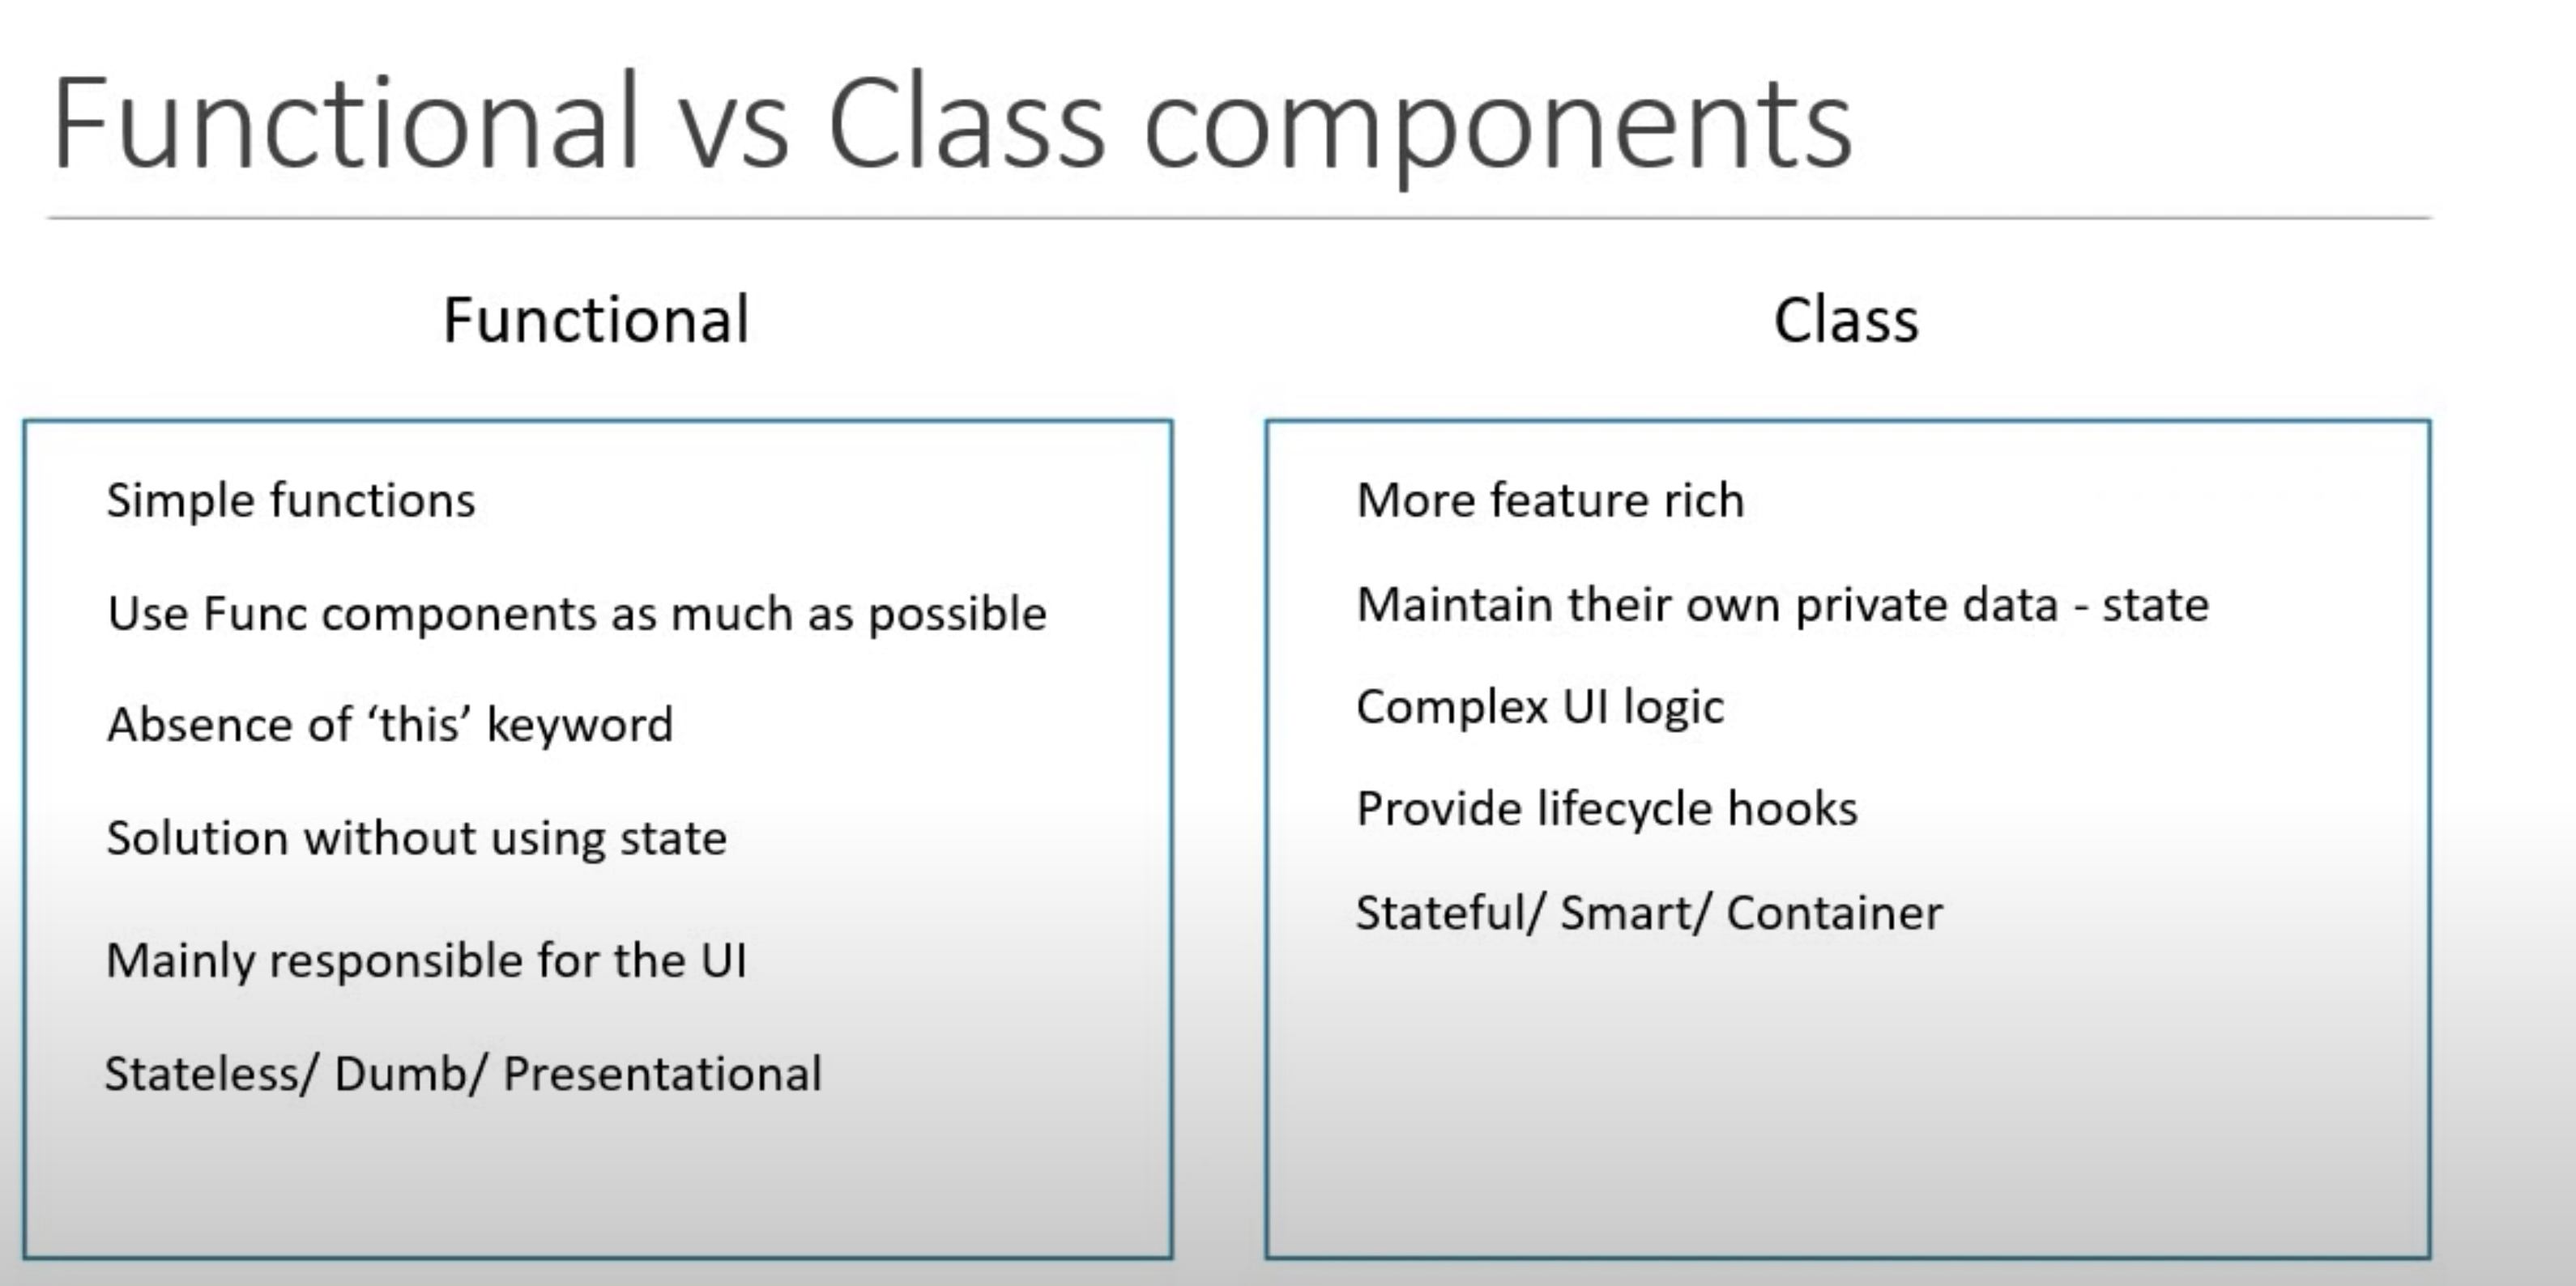 Functional vs Class components
Functional
Simple functions
Use Func components as much as possible
Absence of ‘this’ keyword
Solution without using state
Mainly responsible for the UI
Stateless/ Dumb/ Presentational
Class
More feature rich
Maintain their own private data - state
Complex UI logic
Provide lifecycle hooks
Stateful/ Smart/ Container